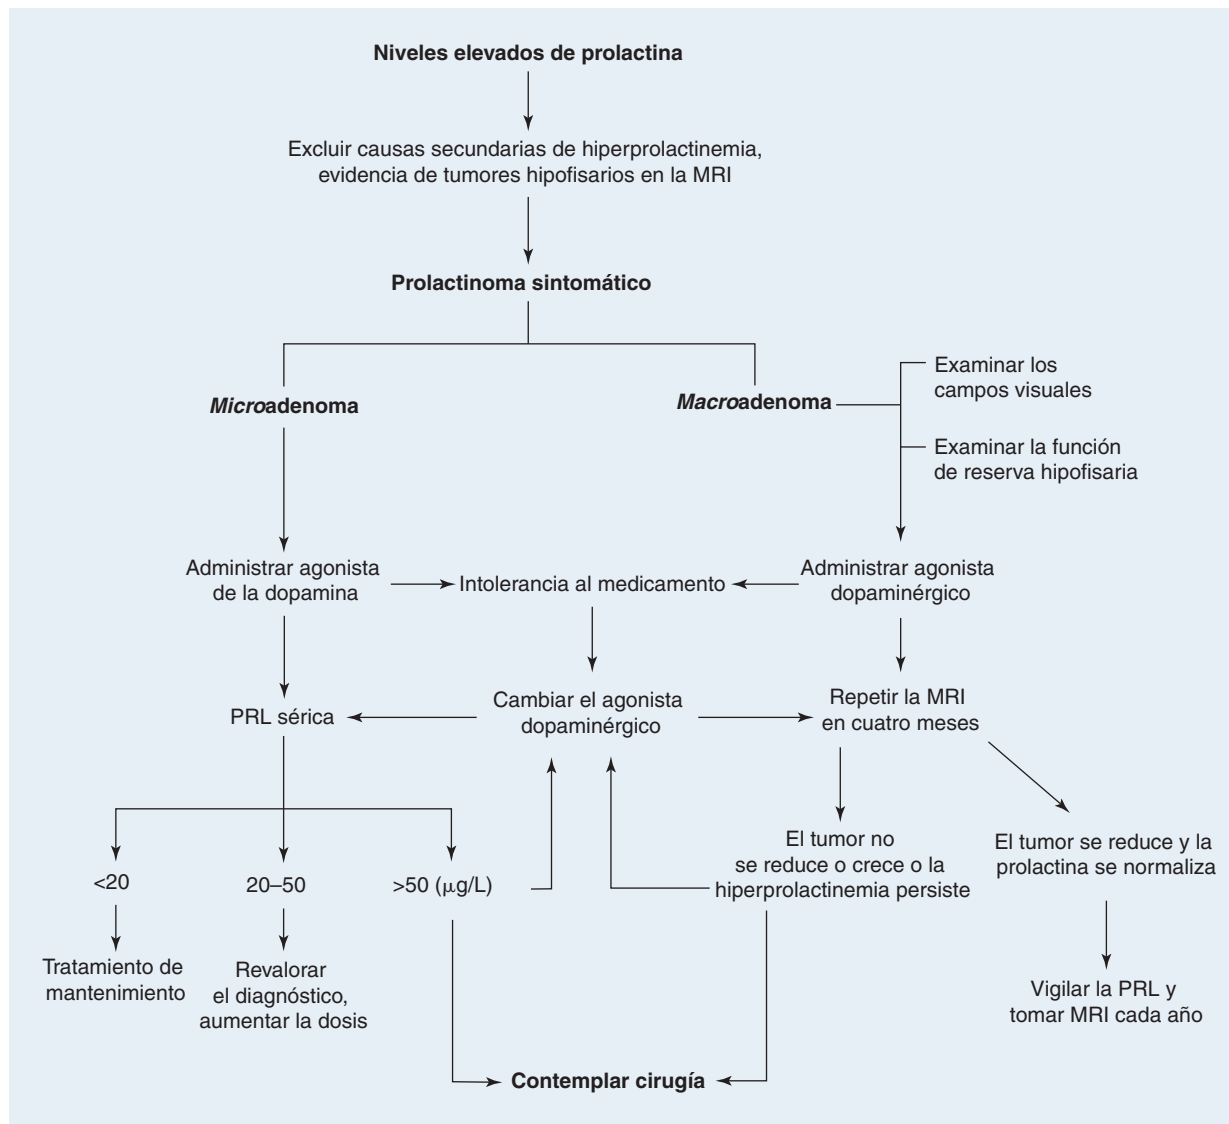 Niveles elevados de prolactina
Excluir causas secundarias de hiperprolactinemia,
evidencia de tumores hipofisarios en la MRI
Prolactinoma sintomático
Microadenoma
Macroadenoma
Examinar los
campos visuales
Examinar la función
de reserva hipofisaria
Administrar agonista
de la dopamina
Intolerancia al medicamento
Administrar agonista
dopaminérgico
PRL sérica
Cambiar el agonista
dopaminérgico
Repetir la MRI
en cuatro meses
<20
20–50
>50 (μg/L)
El tumor no
se reduce o crece o la
hiperprolactinemia persiste
El tumor se reduce y la
prolactina se normaliza
Tratamiento de
mantenimiento
Revalorar
el diagnóstico,
aumentar la dosis
Vigilar la PRL y
tomar MRI cada año
Contemplar cirugía